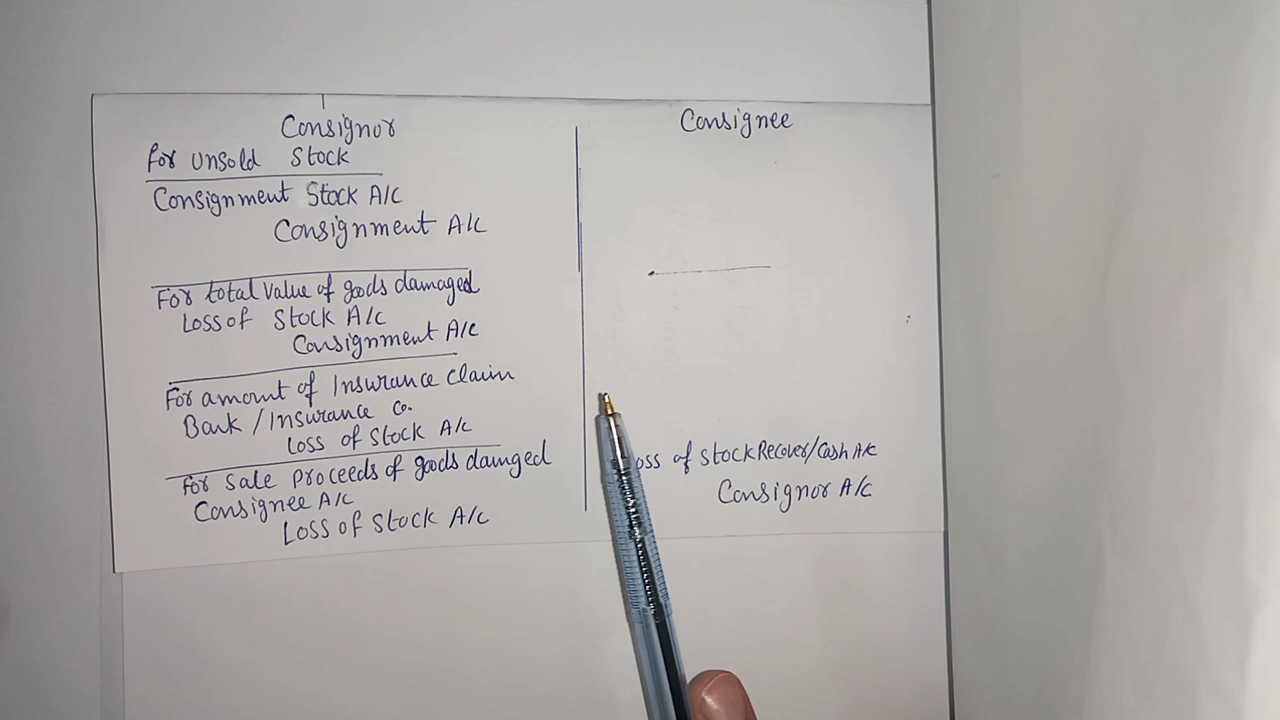 Consignor
for unsold Stock
Consignment Stock A/C
Consignment A/C
For total value of goods damaged
Loss of Stock A/C
Consignment A/C
For amount of Insurance claim
Bank / Insurance Co.
Loss of Stock A/C
For sale proceeds of goods damged
Consignee A/C
Loss of Stock A/C
Consignee
oss of stock Recover/Cash A/c
Consignor A/C